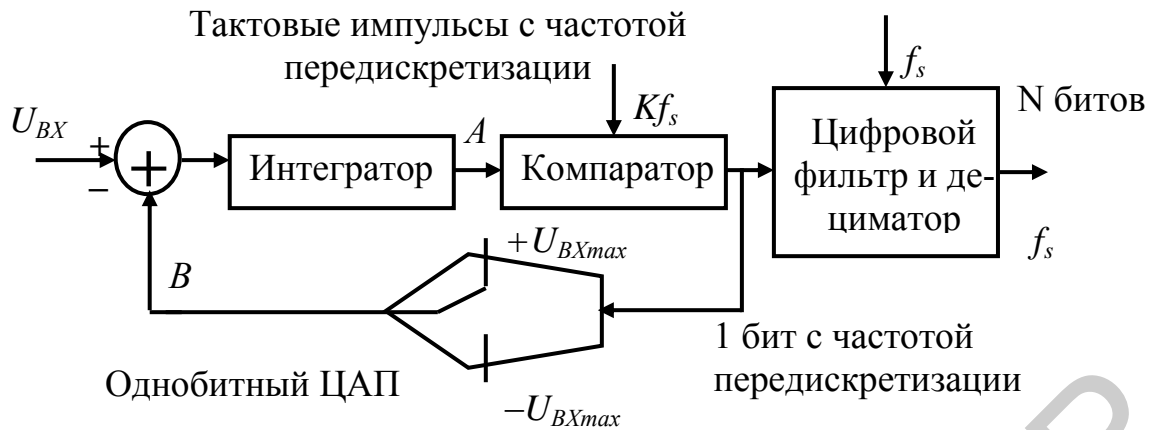 Тактовые импульсы с частотой
передискретизации
f_s
N битов
U_BX
+
−
+
Интегратор
A
Kf_s
Компаратор
Цифровой
фильтр и де-
циматор
f_s
B
+U_BXmax
−U_BXmax
Однобитный ЦАП
1 бит с частотой
передискретизации